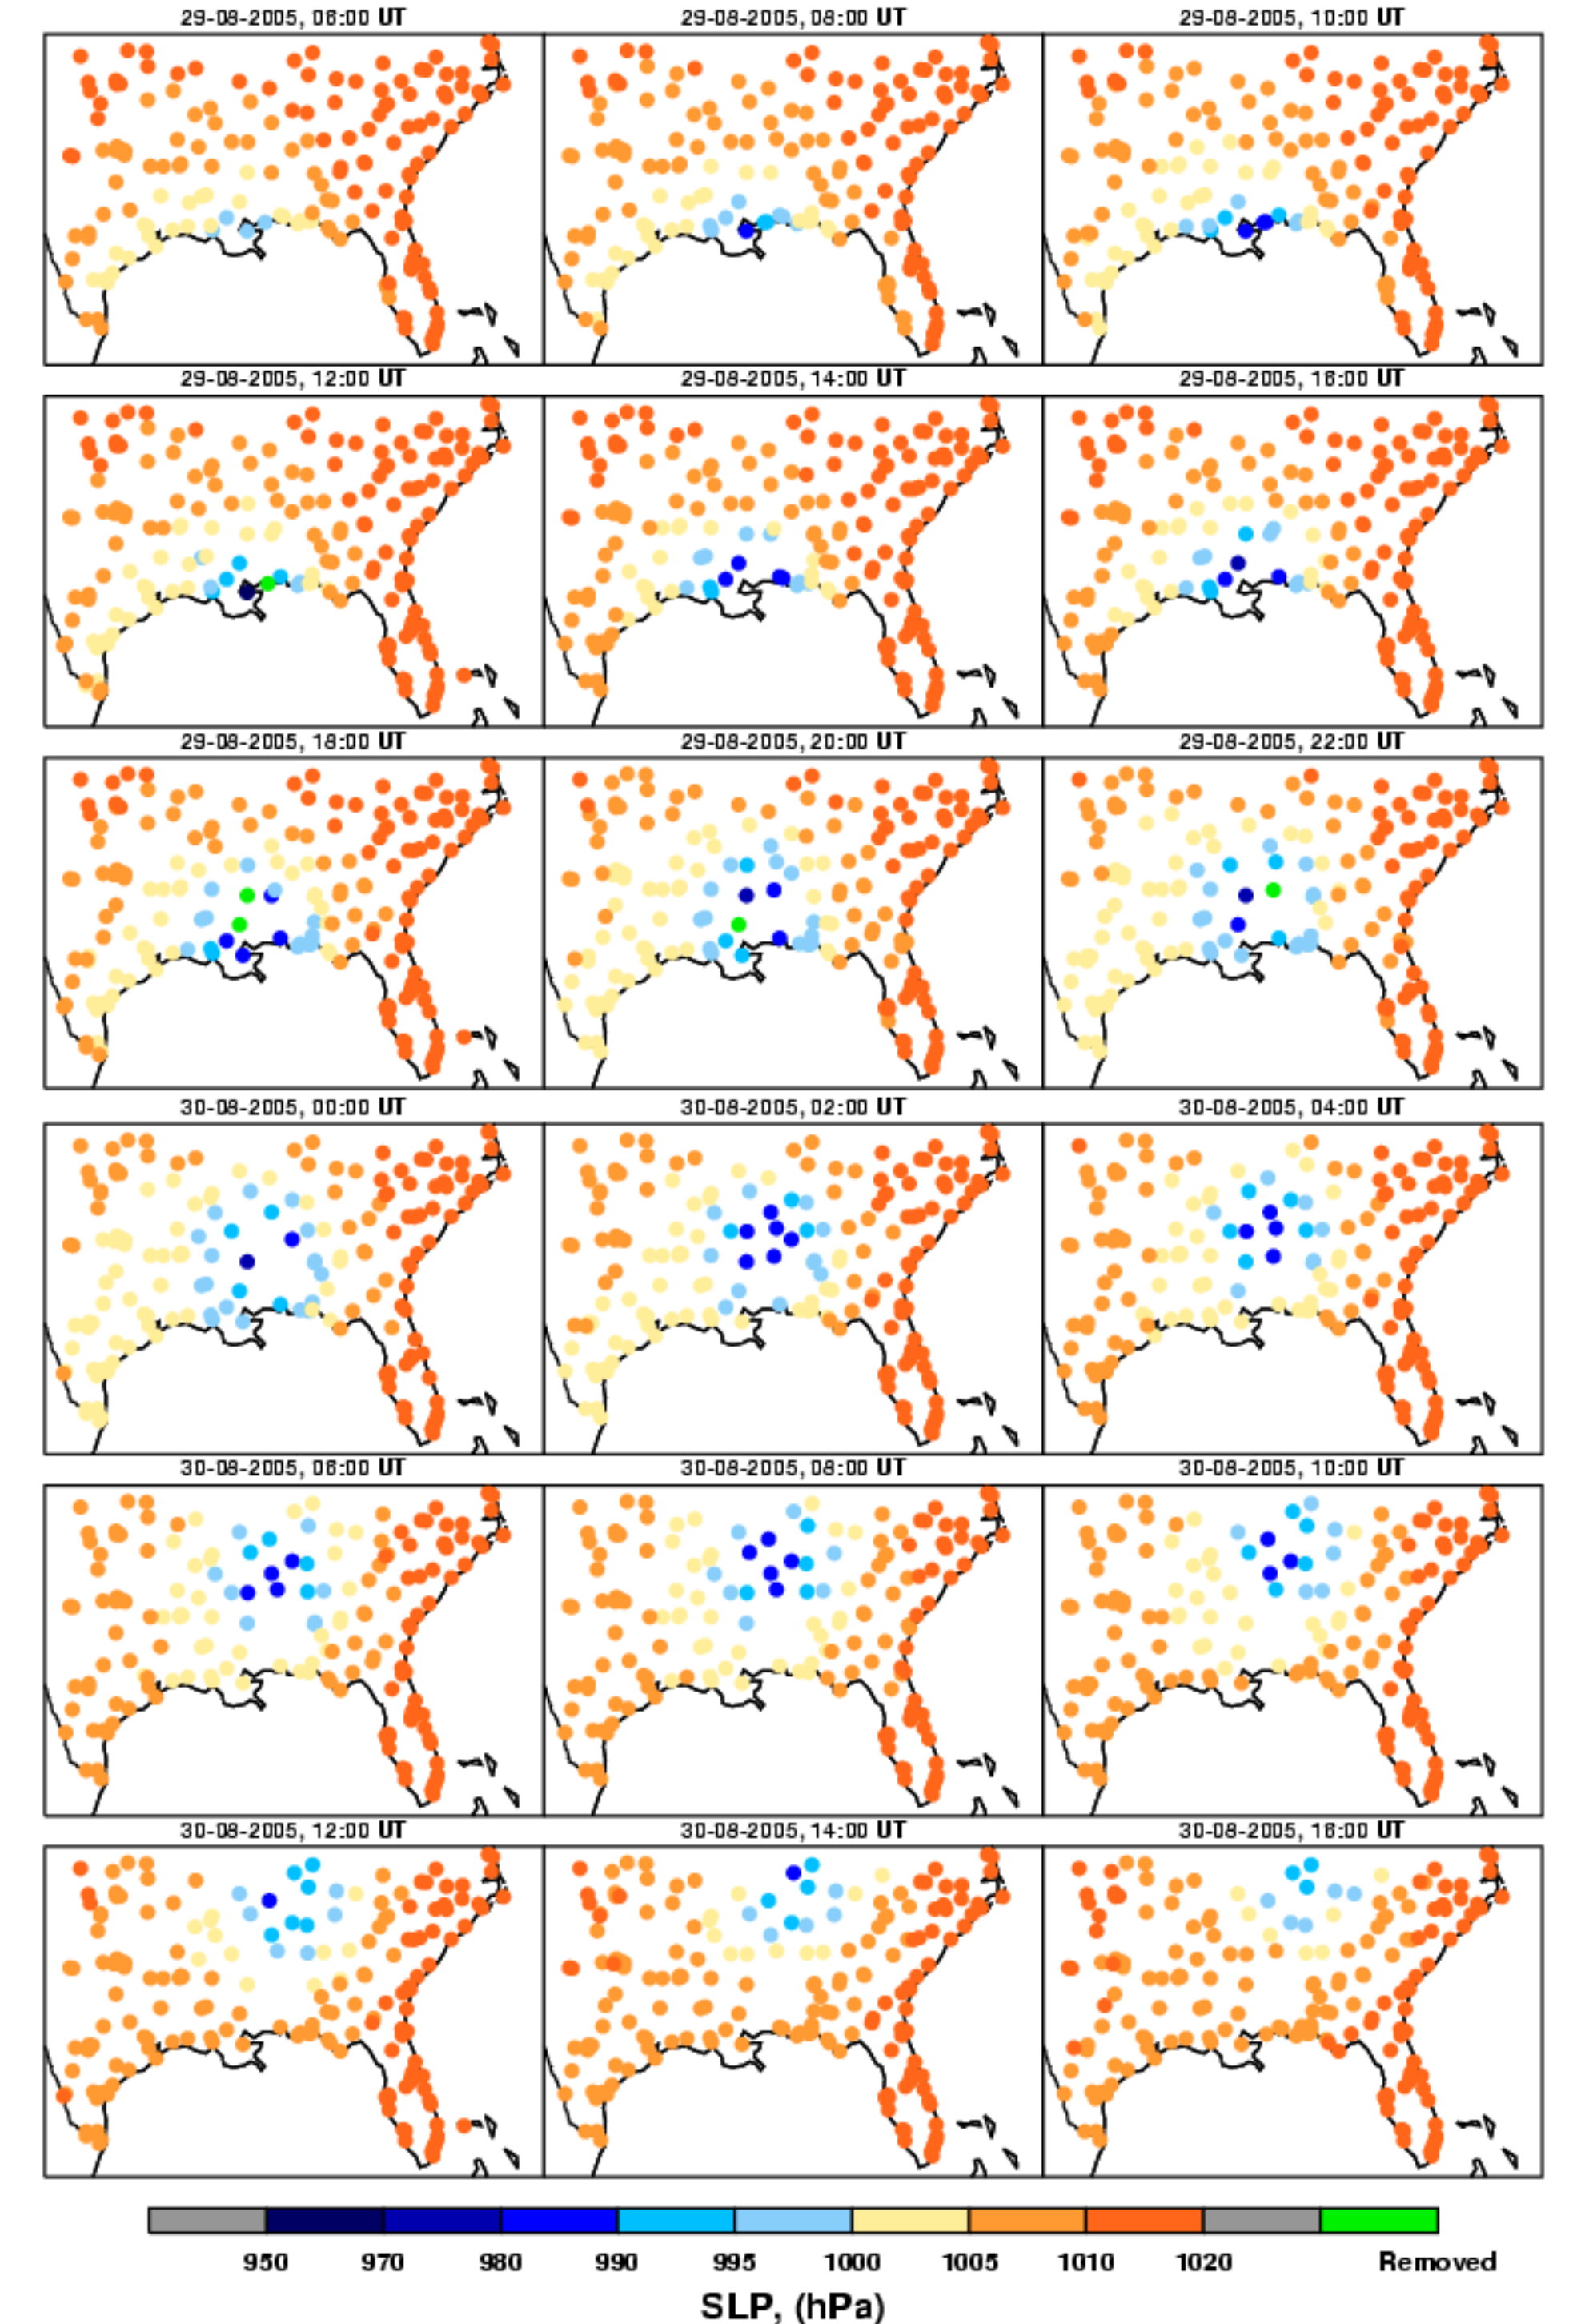 29-08-2005, 06:00 UT 29-08-2005, 08:00 UT 29-08-2005, 10:00 UT
29-08-2005, 12:00 UT 29-08-2005, 14:00 UT 29-08-2005, 16:00 UT
29-08-2005, 18:00 UT 29-08-2005, 20:00 UT 29-08-2005, 22:00 UT
30-08-2005, 00:00 UT 30-08-2005, 02:00 UT 30-08-2005, 04:00 UT
30-08-2005, 06:00 UT 30-08-2005, 08:00 UT 30-08-2005, 10:00 UT
30-08-2005, 12:00 UT 30-08-2005, 14:00 UT 30-08-2005, 16:00 UT
950 970 980 990 995 1000 1005 1010 1020 Removed
SLP, (hPa)